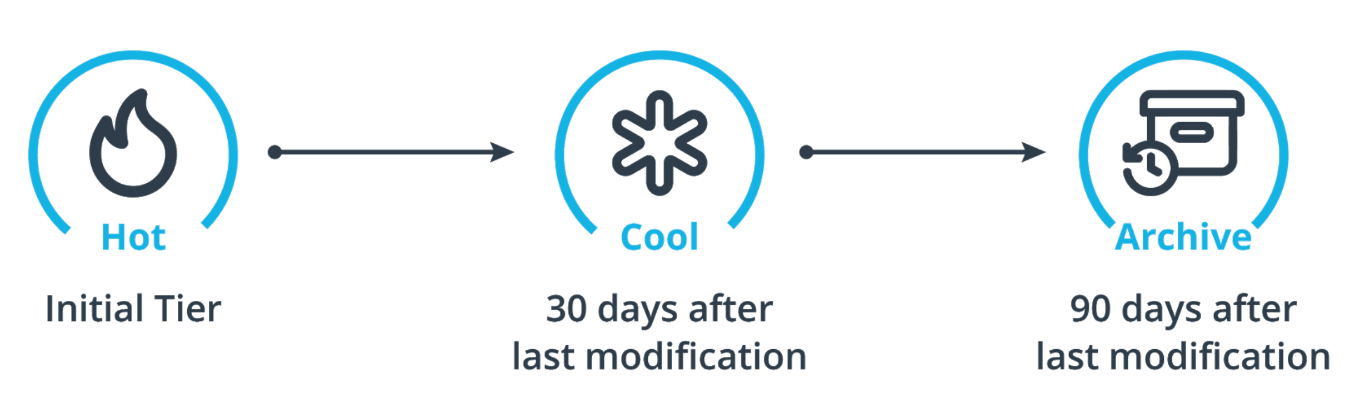 Hot
Initial Tier
Cool
30 days after
last modification
Archive
90 days after
last modification